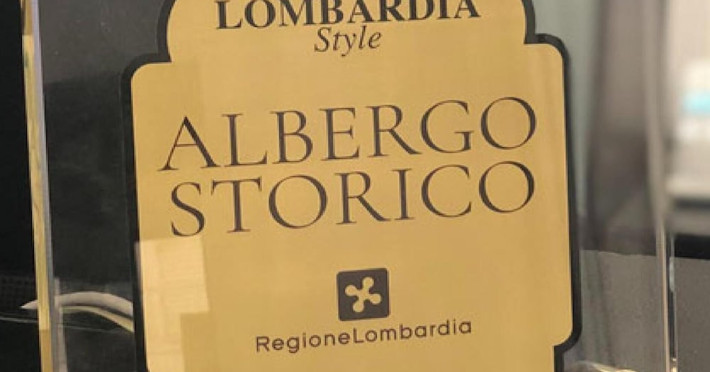 LOMBARDIA
Style
ALBERGO
STORICO
RegioneLombardia